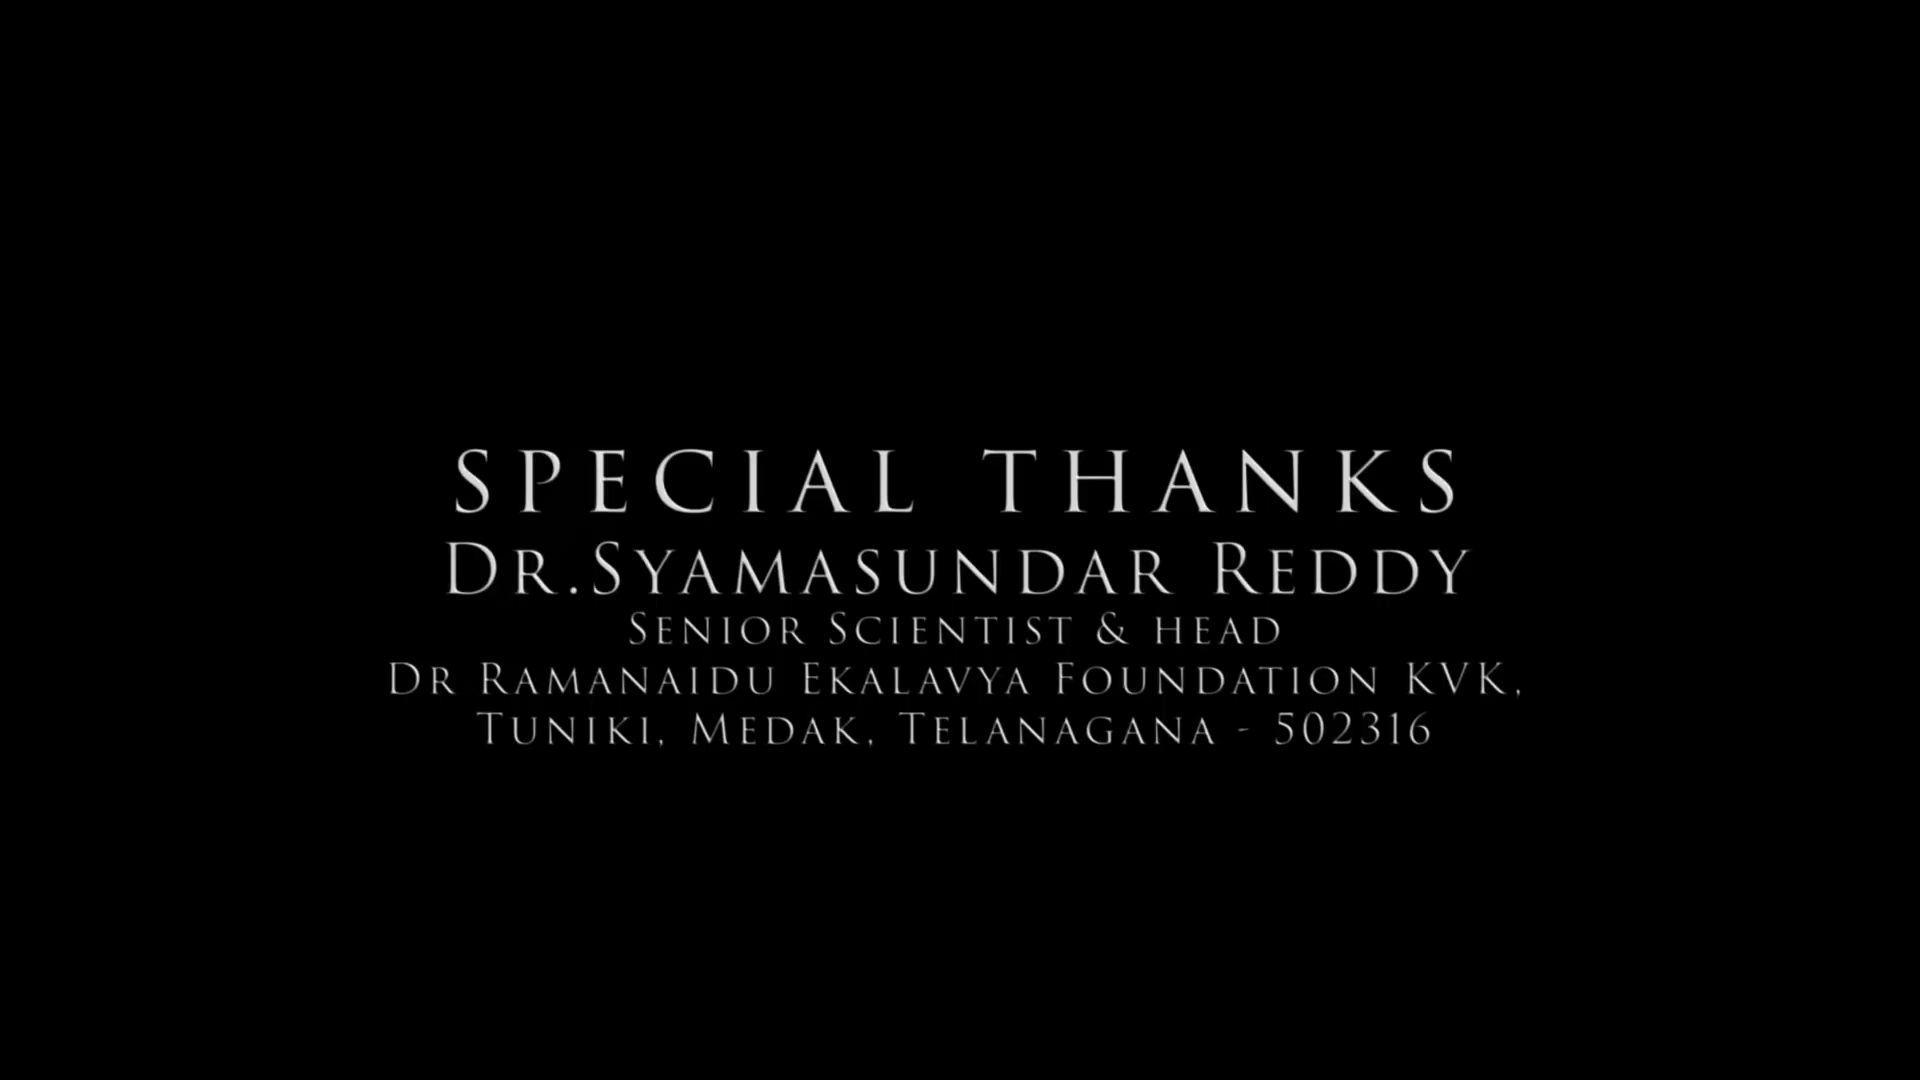 SPECIAL THANKS
DR.SYAMASUNDAR REDDY
SENIOR SCIENTIST & HEAD
DR RAMANAIDU EKALAVYA FOUNDATION KVK,
TUNIKI, MEDAK, TELANAGANA - 502316